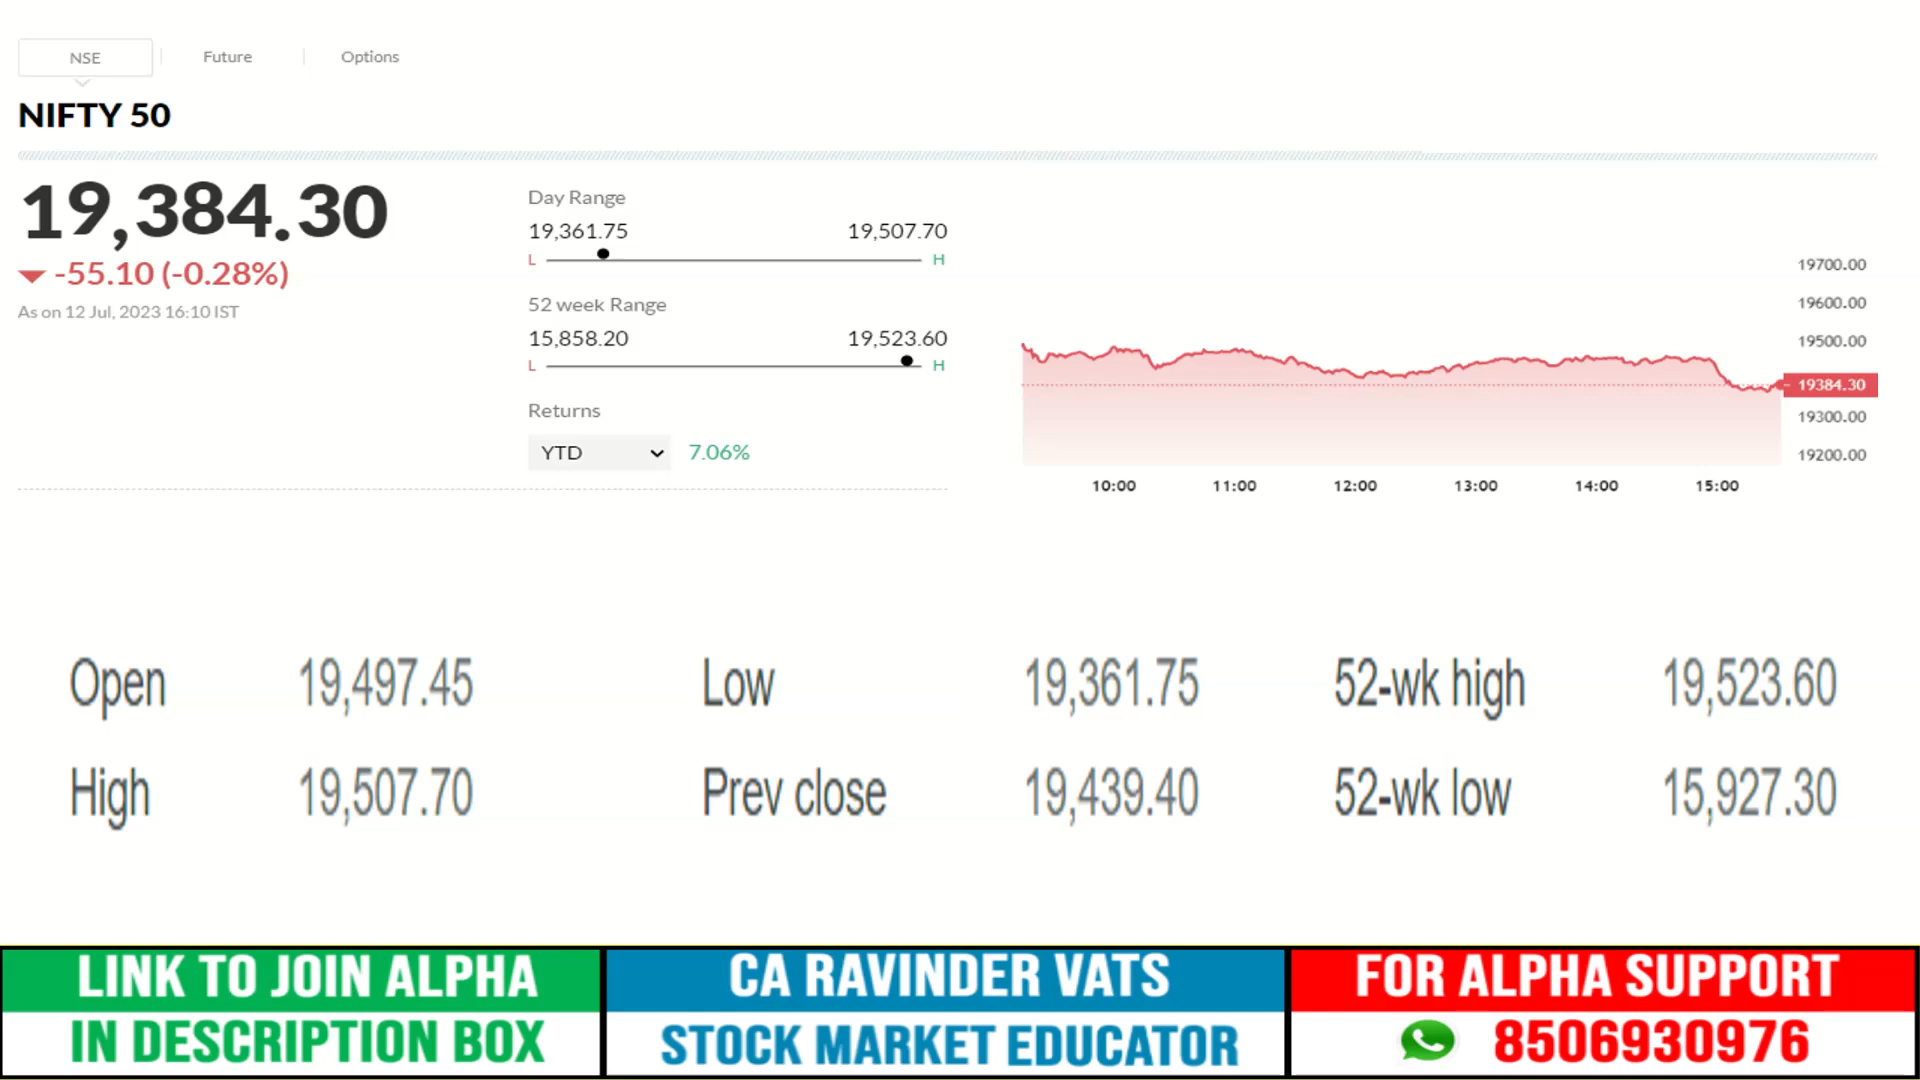 NSE Future Options
NIFTY 50
19,384.30
-55.10 (-0.28%)
As on 12 Jul, 2023 16:10 IST
Day Range
19,361.75 19,507.70
L H
52 week Range
15,858.20 19,523.60
L H
Returns
YTD 7.06%
19700.00
19600.00
19500.00
19384.30
19300.00
19200.00
10:00 11:00 12:00 13:00 14:00 15:00
Open 19,497.45 Low 19,361.75 52-wk high 19,523.60
High 19,507.70 Prev close 19,439.40 52-wk low 15,927.30
LINK TO JOIN ALPHA
IN DESCRIPTION BOX
CA RAVINDER VATS
STOCK MARKET EDUCATOR
FOR ALPHA SUPPORT
8506930976